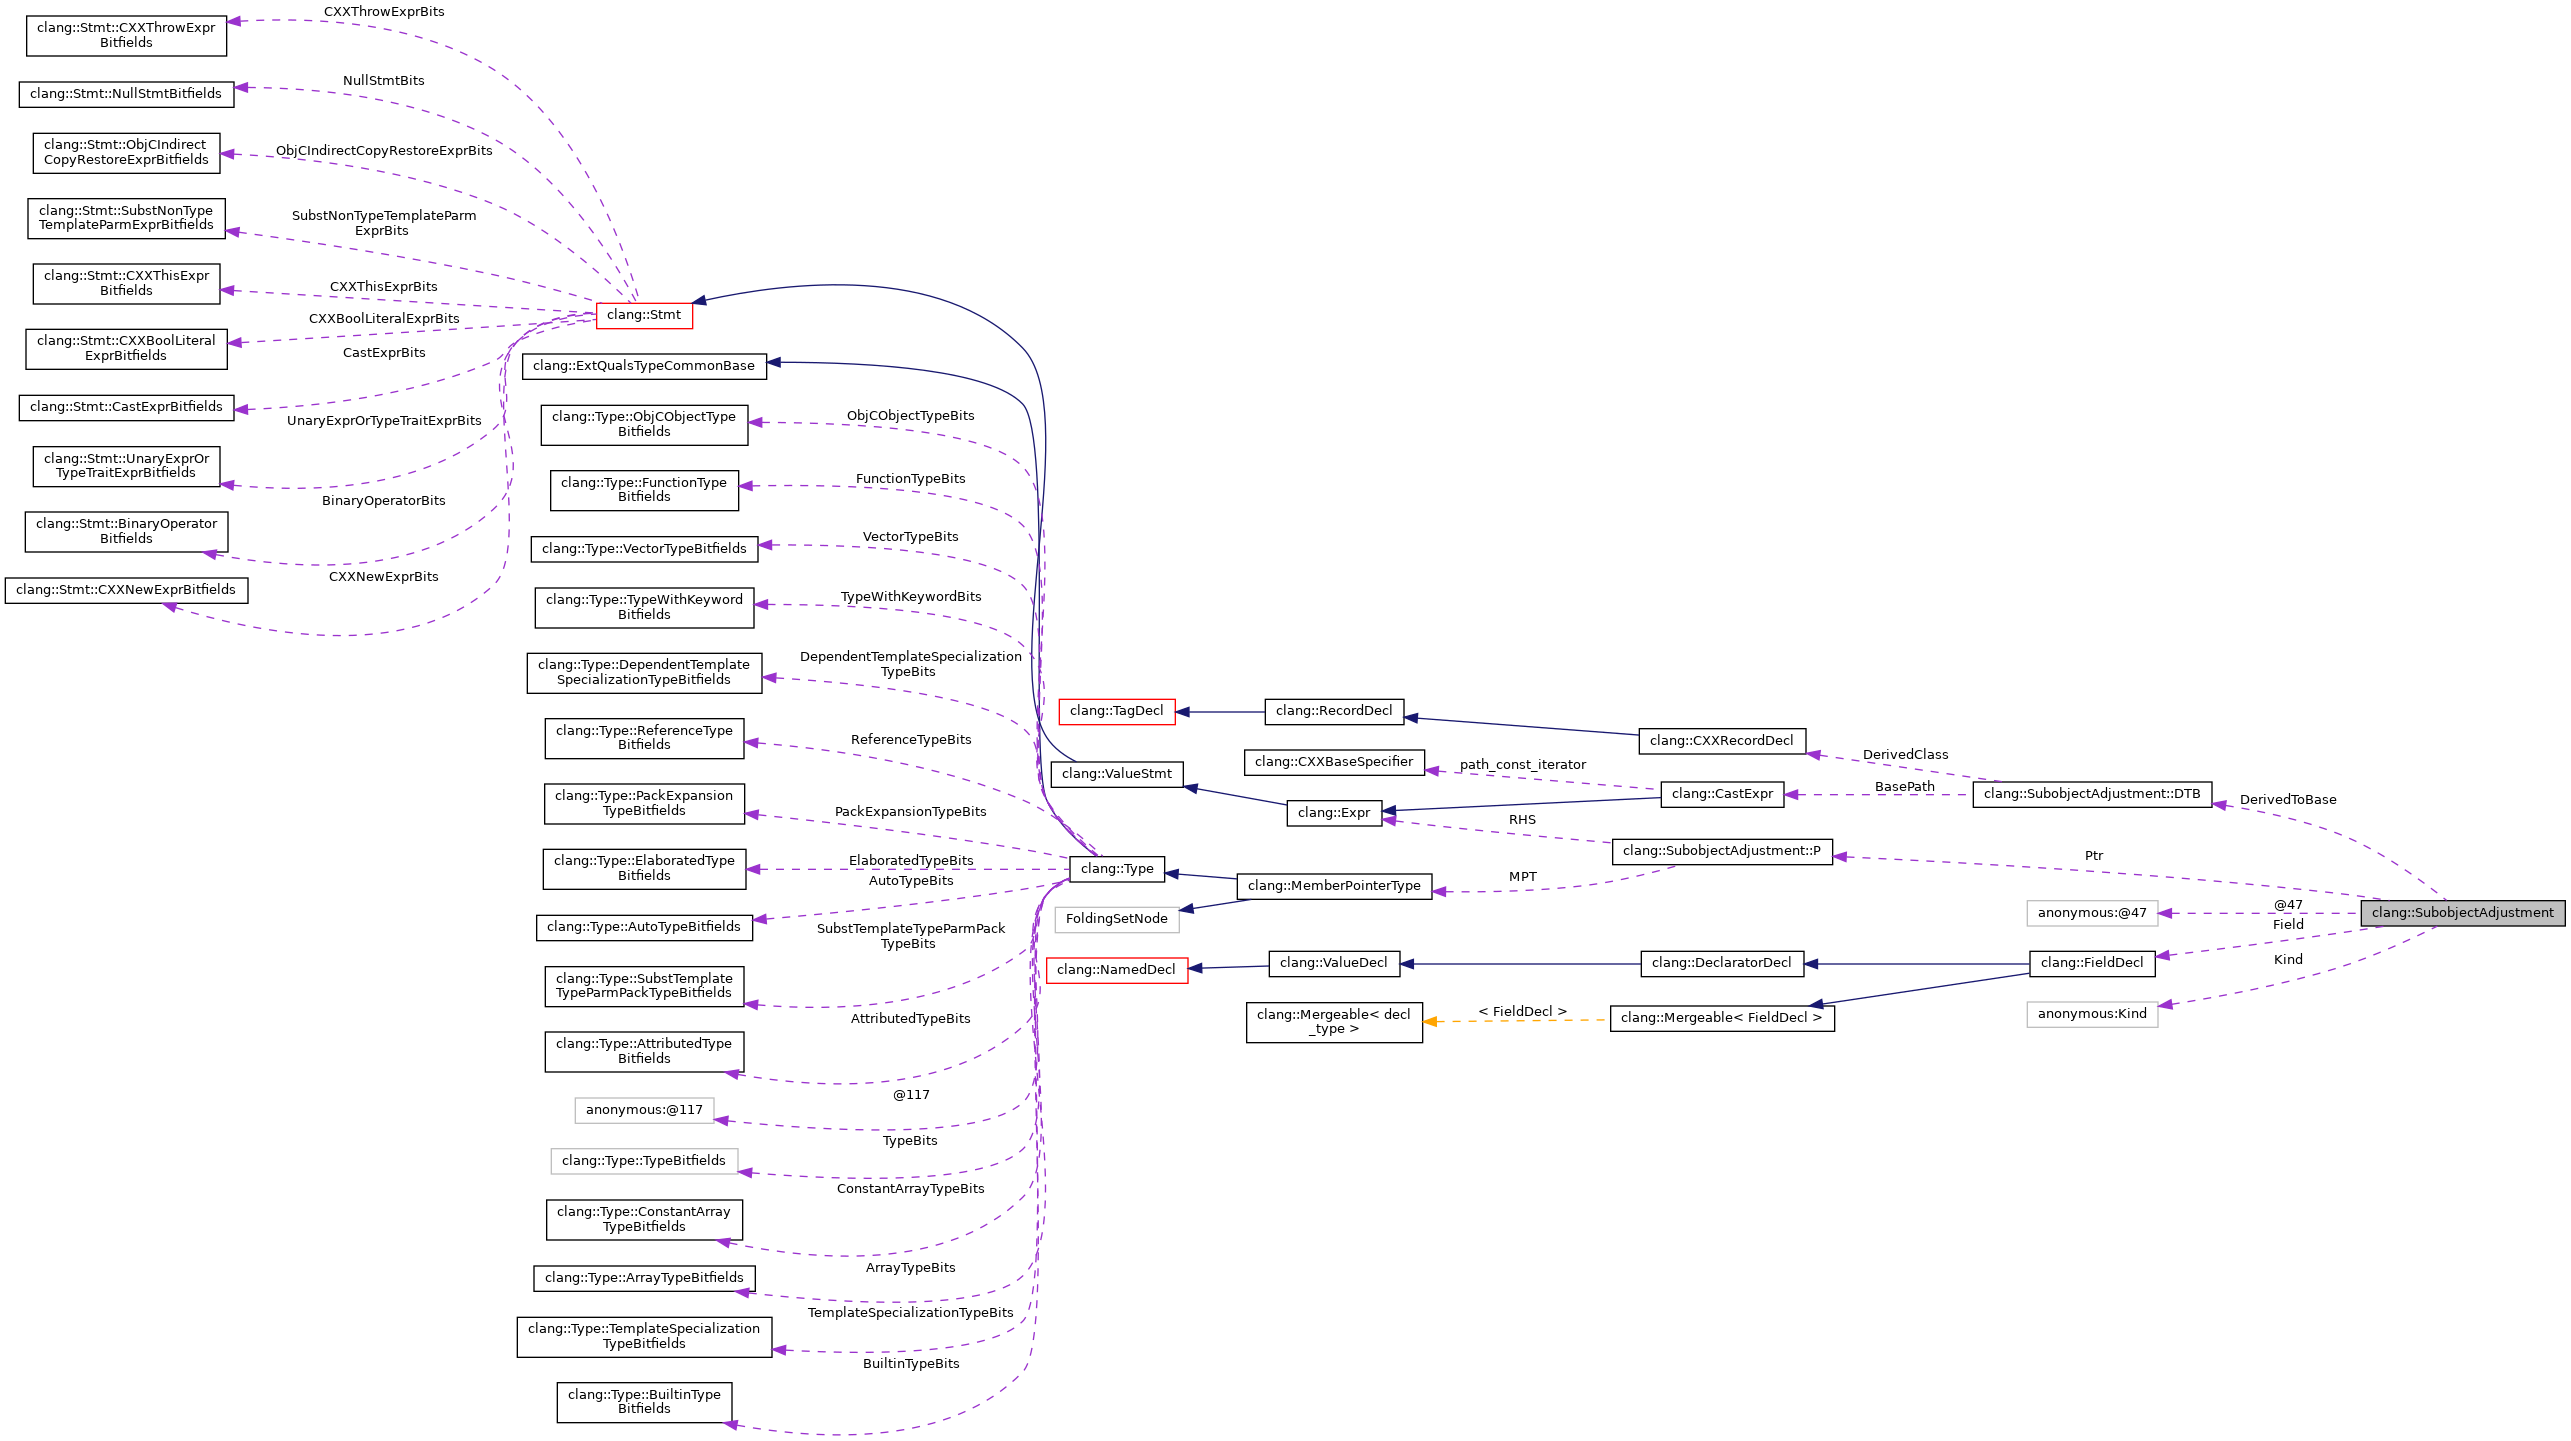 CXXThrowExprBits
clang::Stmt::CXXThrowExpr
Bitfields
NullStmtBits
clang::Stmt::NullStmtBitfields
clang::Stmt::ObjCIndirect
CopyRestoreExprBitfields
ObjCIndirectCopyRestoreExprBits
clang::Stmt::SubstNonType
TemplateParmExprBitfields
SubstNonTypeTemplateParm
ExprBits
clang::Stmt::CXXThisExpr
Bitfields
CXXThisExprBits
CXXBoolLiteralExprBits
clang::Stmt::CXXBoolLiteral
ExprBitfields
CastExprBits
clang::Stmt::CastExprBitfields
UnaryExprOrTypeTraitExprBits
clang::Stmt::UnaryExprOr
TypeTraitExprBitfields
BinaryOperatorBits
clang::Stmt::BinaryOperator
Bitfields
CXXNewExprBits
clang::Stmt::CXXNewExprBitfields
clang::Stmt
clang::ExtQualsTypeCommonBase
clang::Type::ObjCObjectType
Bitfields
ObjCObjectTypeBits
clang::Type::FunctionType
Bitfields
FunctionTypeBits
clang::Type::VectorTypeBitfields
VectorTypeBits
clang::Type::TypeWithKeyword
Bitfields
TypeWithKeywordBits
clang::Type::DependentTemplate
SpecializationTypeBitfields
DependentTemplateSpecialization
TypeBits
clang::Type::ReferenceType
Bitfields
ReferenceTypeBits
clang::Type::PackExpansion
TypeBitfields
PackExpansionTypeBits
clang::Type::ElaboratedType
Bitfields
ElaboratedTypeBits
AutoTypeBits
clang::Type::AutoTypeBitfields
SubstTemplateTypeParmPack
TypeBits
clang::Type::SubstTemplate
TypeParmPackTypeBitfields
AttributedTypeBits
clang::Type::AttributedType
Bitfields
@117
anonymous:@117
TypeBits
clang::Type::TypeBitfields
ConstantArrayTypeBits
clang::Type::ConstantArray
TypeBitfields
ArrayTypeBits
clang::Type::ArrayTypeBitfields
TemplateSpecializationTypeBits
clang::Type::TemplateSpecialization
TypeBitfields
BuiltinTypeBits
clang::Type::BuiltinType
Bitfields
clang::TagDecl
clang::ValueStmt
clang::Type
FoldingSetNode
clang::NamedDecl
clang::RecordDecl
clang::CXXBaseSpecifier
clang::Expr
clang::MemberPointerType
clang::ValueDecl
clang::Mergeable< decl
_type >
path_const_iterator
RHS
MPT
< FieldDecl >
clang::CXXRecordDecl
clang::CastExpr
clang::SubobjectAdjustment::P
clang::DeclaratorDecl
clang::Mergeable< FieldDecl >
DerivedClass
BasePath
clang::SubobjectAdjustment::DTB
DerivedToBase
Ptr
anonymous:@47
@47
Field
clang::FieldDecl
Kind
anonymous:Kind
clang::SubobjectAdjustment